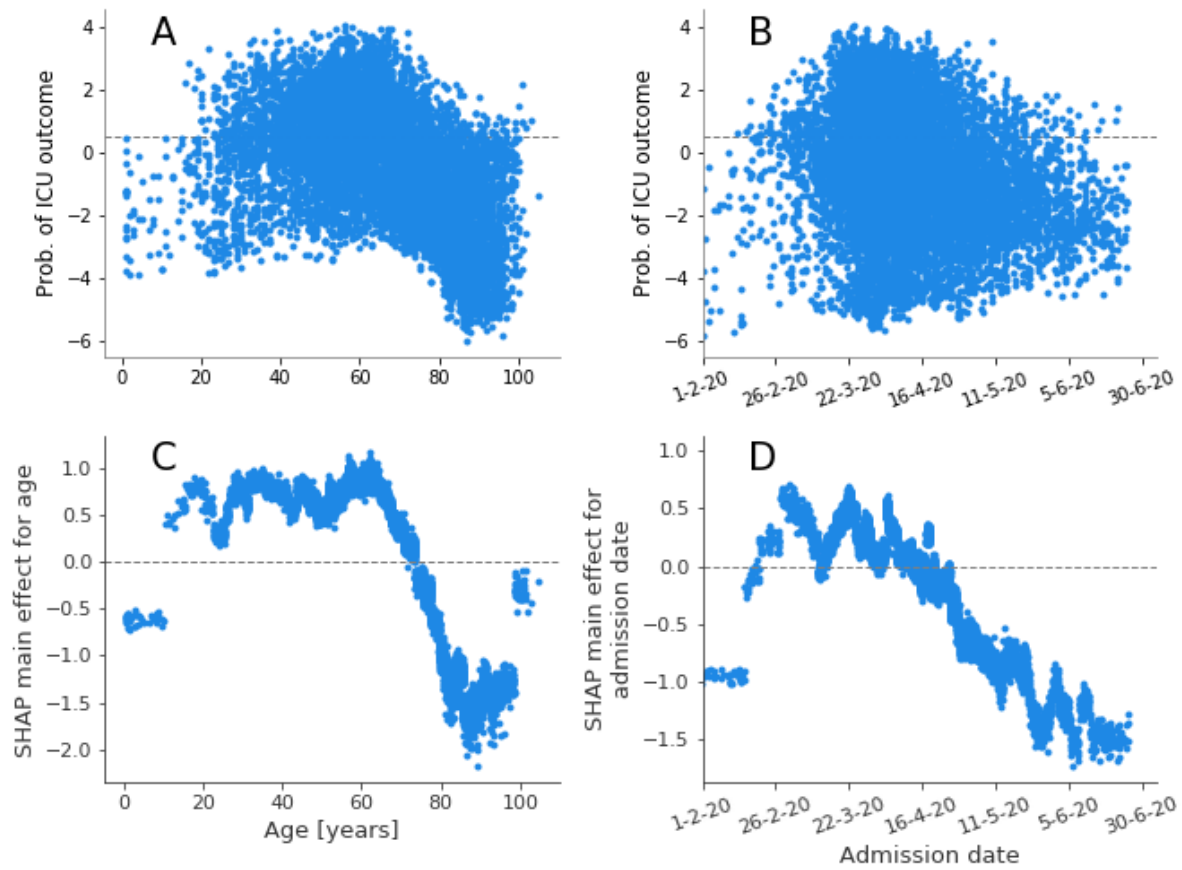 A
Prob. of ICU outcome
4
2
0
−2
−4
−6
0 20 40 60 80 100
B
Prob. of ICU outcome
4
2
0
−2
−4
−6
1-2-20 26-2-20 22-3-20 16-4-20 11-5-20 5-6-20 30-6-20
C
SHAP main effect for age
1.0
0.5
0.0
−0.5
−1.0
−1.5
−2.0
0 20 40 60 80 100
Age [years]
D
SHAP main effect for
admission date
1.0
0.5
0.0
−0.5
−1.0
−1.5
1-2-20 26-2-20 22-3-20 16-4-20 11-5-20 5-6-20 30-6-20
Admission date